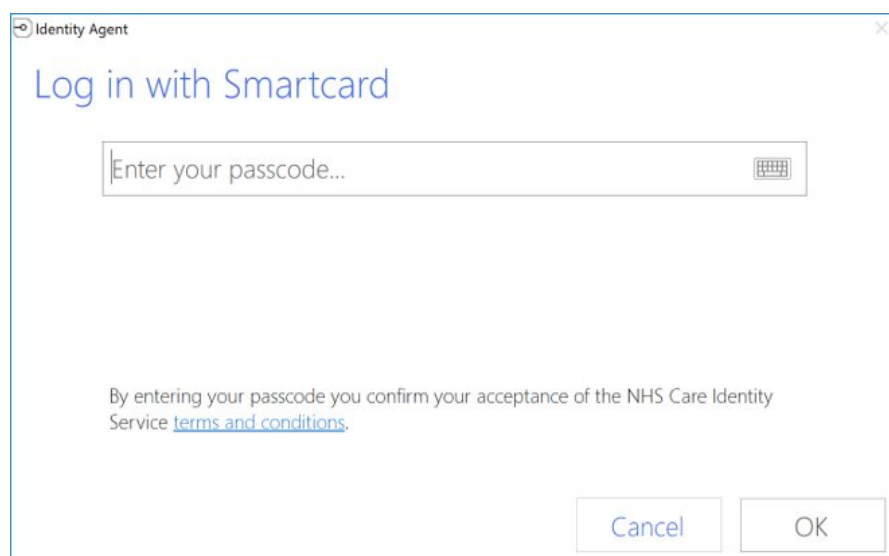 Identity Agent
Log in with Smartcard
Enter your passcode...
By entering your passcode you confirm your acceptance of the NHS Care Identity
Service terms and conditions.
Cancel
OK